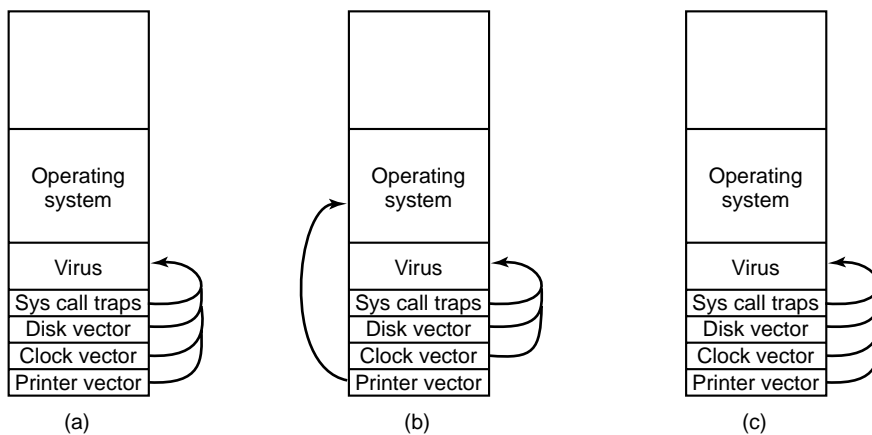 Operating
system
Virus
Sys call traps
Disk vector
Clock vector
Printer vector
(a)
Operating
system
Virus
Sys call traps
Disk vector
Clock vector
Printer vector
(b)
Operating
system
Virus
Sys call traps
Disk vector
Clock vector
Printer vector
(c)